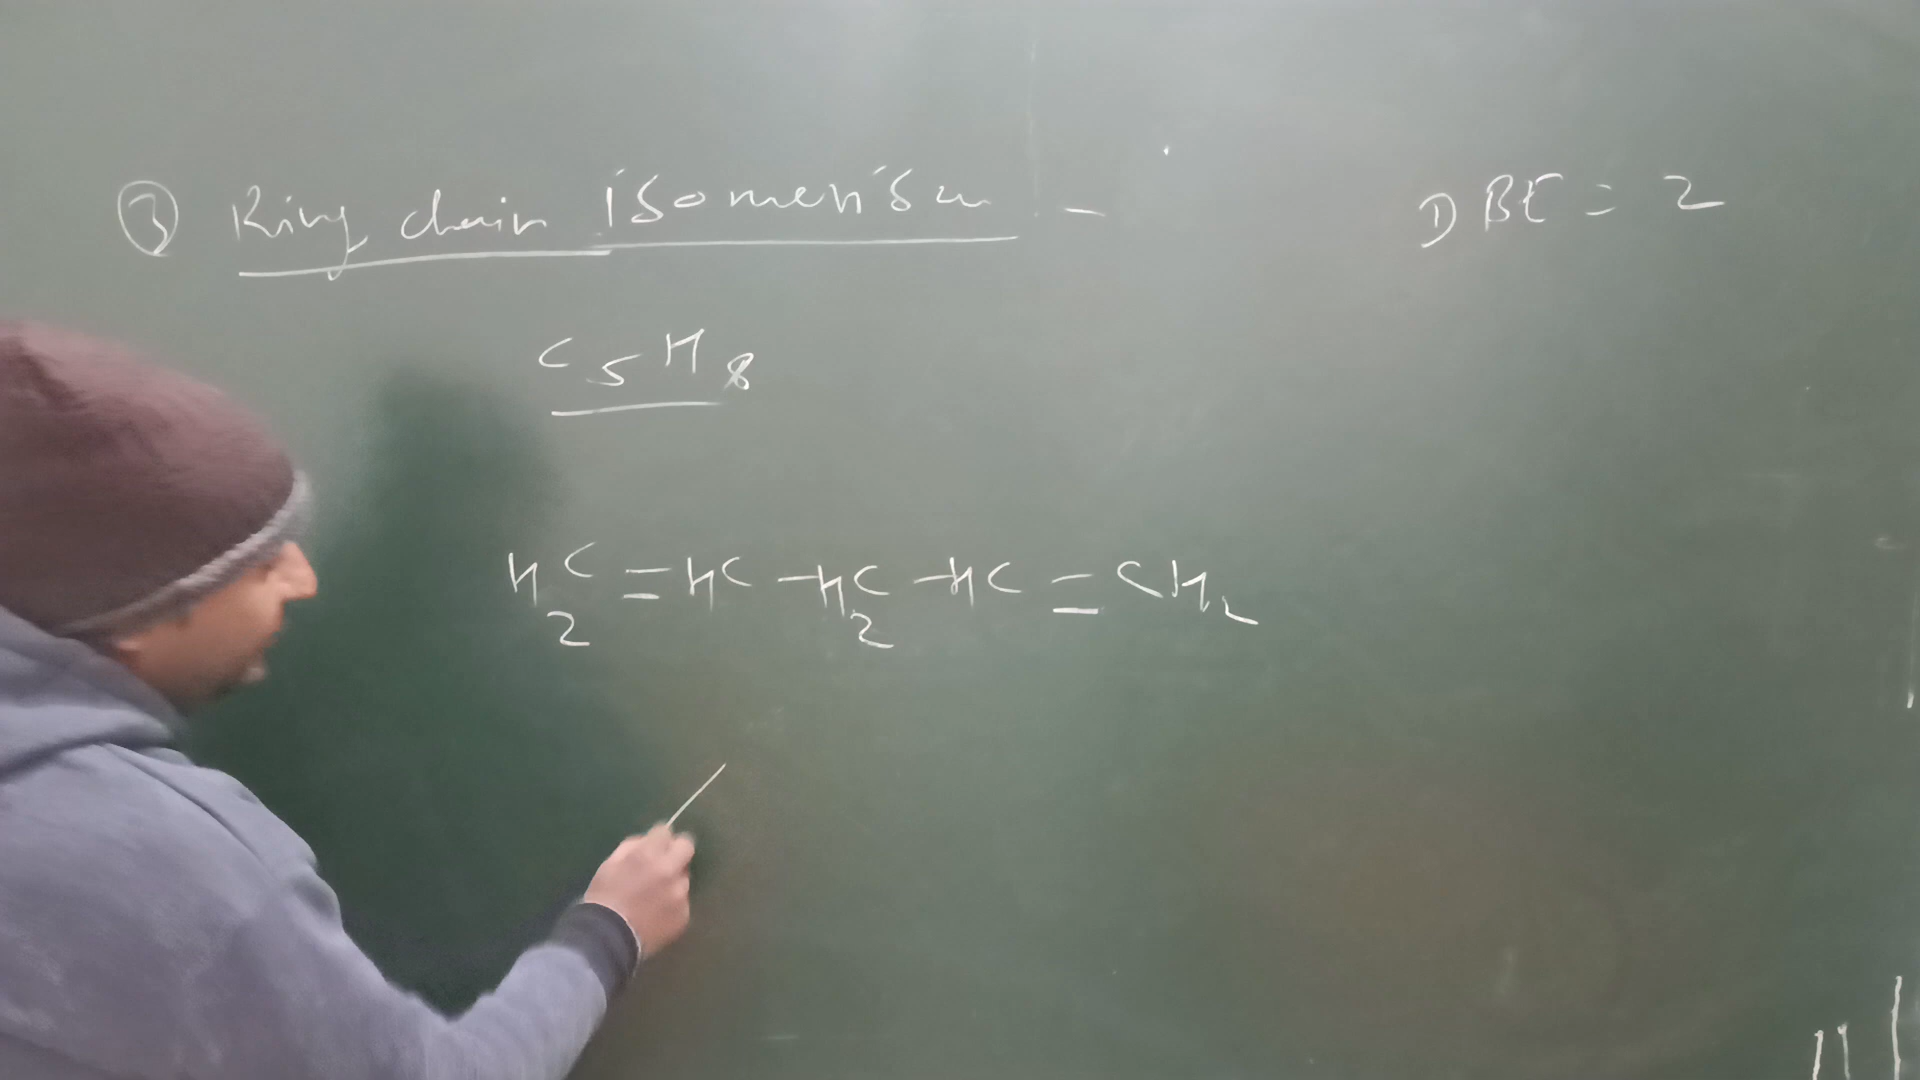 ③ Ring chain isomerism - DBE = 2
C₅H₈
H₂C=HC-H₂C-HC=CH₂